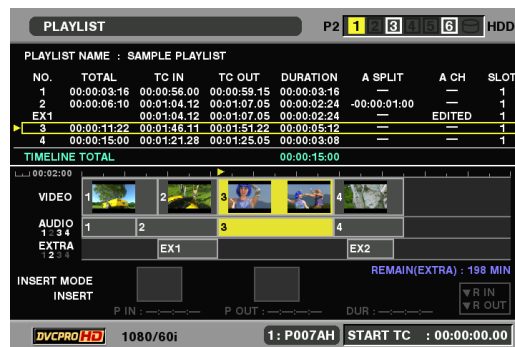 PLAYLIST P2 1 2 3 4 5 6 HDD
PLAYLIST NAME : SAMPLE PLAYLIST
NO. TOTAL TC IN TC OUT DURATION A SPLIT A CH SLOT
1 00:00:03:16 00:00:56.00 00:00:59.15 00:00:03:16 — — 1
2 00:00:06:10 00:01:04.12 00:01:07.05 00:00:02:24 -00:00:01:00 — 1
EX1 00:01:04.12 00:01:07.05 00:00:02:24 — EDITED 1
3 00:00:11:22 00:01:46.11 00:01:51.22 00:00:05:12 — — 1
4 00:00:15:00 00:01:21.28 00:01:25.05 00:00:03:08 — — 1
TIMELINE TOTAL 00:00:15:00
00:02:00
VIDEO 1 2 3 4
AUDIO 1 2 3 4
1 2 3 4
EXTRA EX1 EX2
1 2 3 4
REMAIN(EXTRA) : 198 MIN
INSERT MODE
INSERT
▼R IN
▼R OUT
P IN : —:—:—:— P OUT : —:—:—:— DUR : —:—:—:—
DVCPRO HD 1080/60i 1 : P007AH START TC : 00:00:00.00